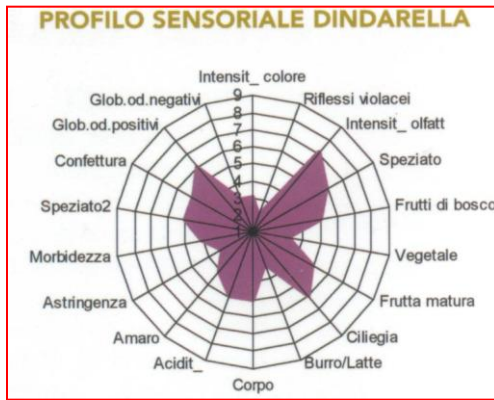 PROFILO SENSORIALE DINDARELLA
Intensit_ colore
Glob.od.negativi
Riflessi violacei
Glob.od.positivi
Intensit_ olfatt
Confettura
Speziato
Speziato2
Frutti di bosco
Morbidezza
Vegetale
Astringenza
Frutta matura
Amaro
Ciliegia
Acidit_
Burro/Latte
Corpo
9
8
7
6
5
4
3
2